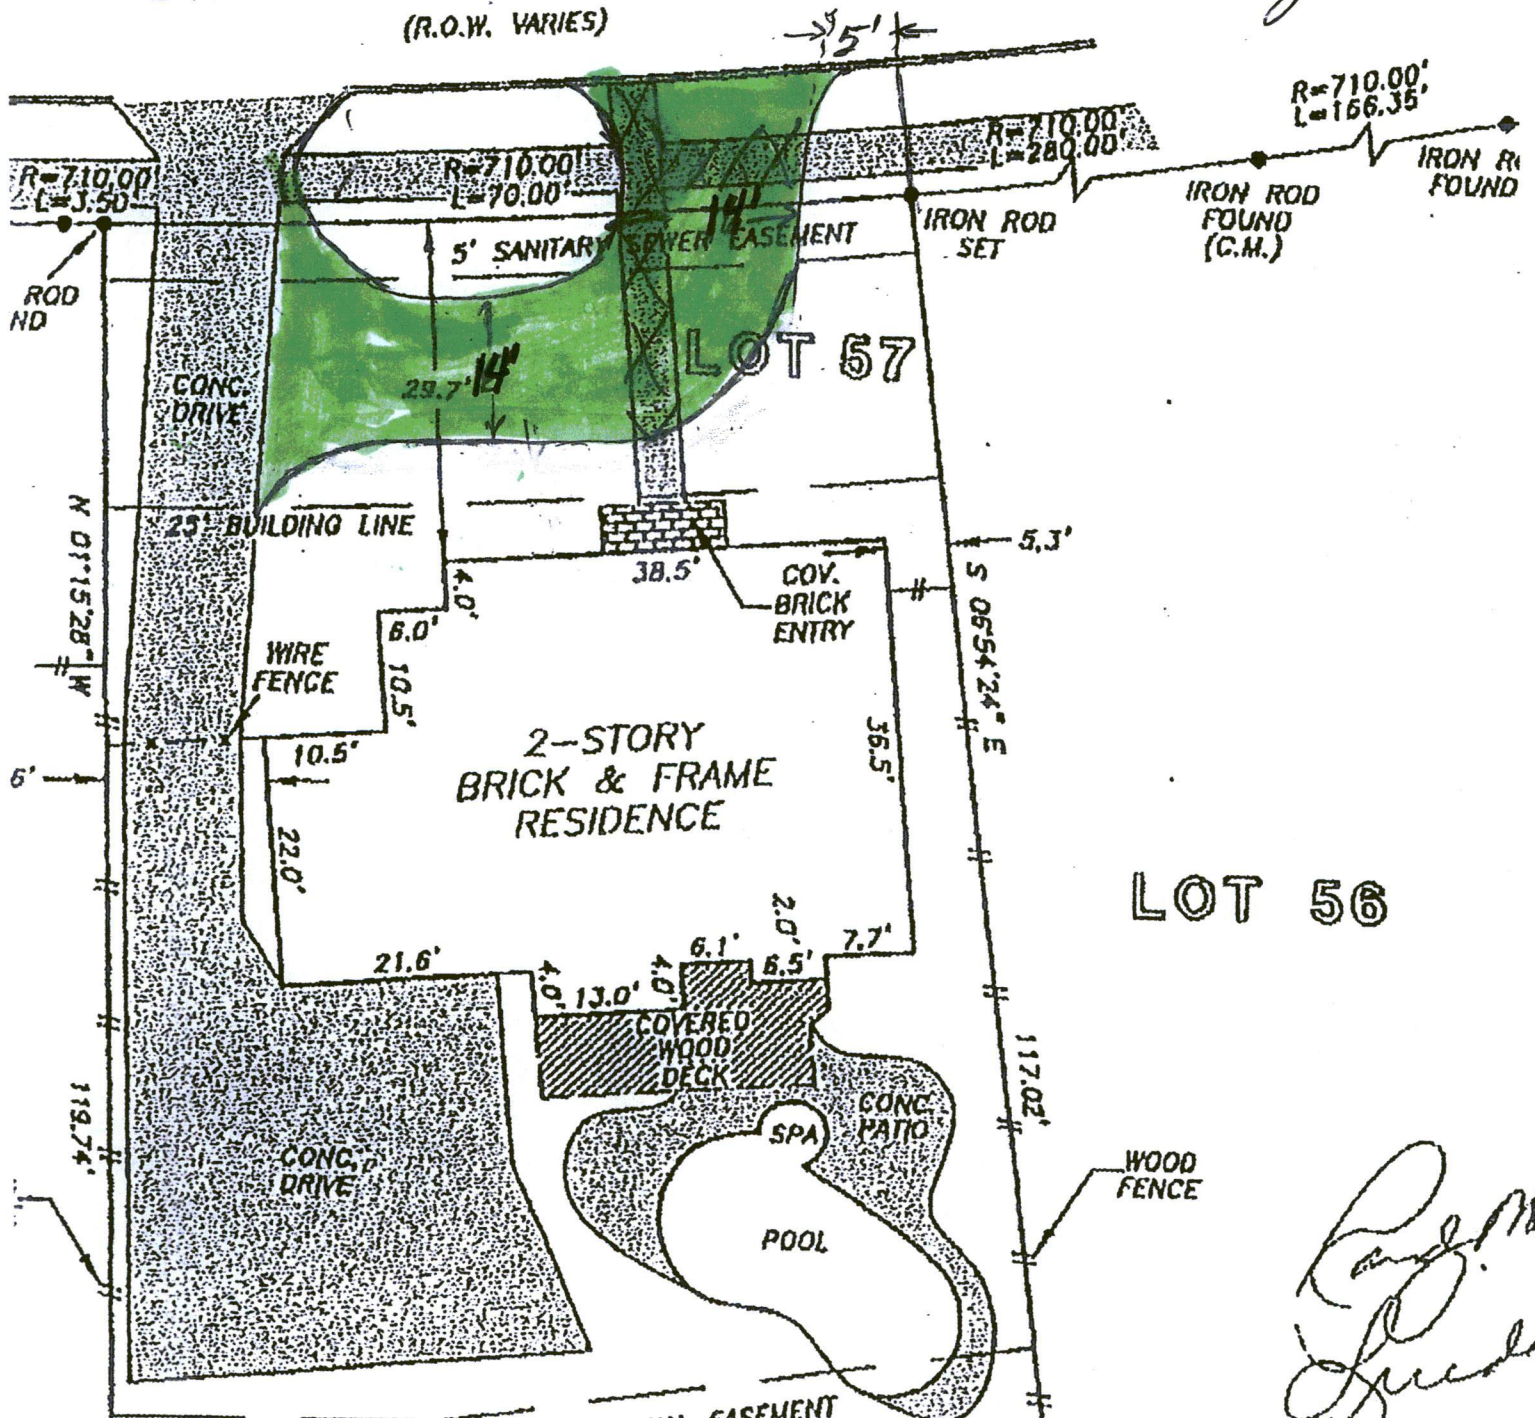 (R.O.W. VARIES)
5'
R=710.00'
L=166.35'
R=710.00'
L=3.50'
R=710.00'
L=70.00'
R=710.00'
L=280.00'
IRON ROD
FOUND
(C.M.)
FOUND
IRON ROD
SET
14'
5' SANITARY SEWER EASEMENT
ROD
ND
LOT 57
CONC.
DRIVE
29.7'
14'
25' BUILDING LINE
N 01°15'28" W
5.3'
S 06°54'24" E
38.5'
COV.
BRICK
ENTRY
4.0'
6.0'
10.5'
WIRE
FENCE
10.5'
6'
2-STORY
BRICK & FRAME
RESIDENCE
36.5'
22.0'
LOT 56
21.6'
4.0'
13.0'
4.0'
6.1'
2.0'
6.5'
7.7'
COVERED
WOOD
DECK
117.02'
119.74'
CONC.
PATIO
SPA
POOL
CONC.
DRIVE
WOOD
FENCE
EASEMENT